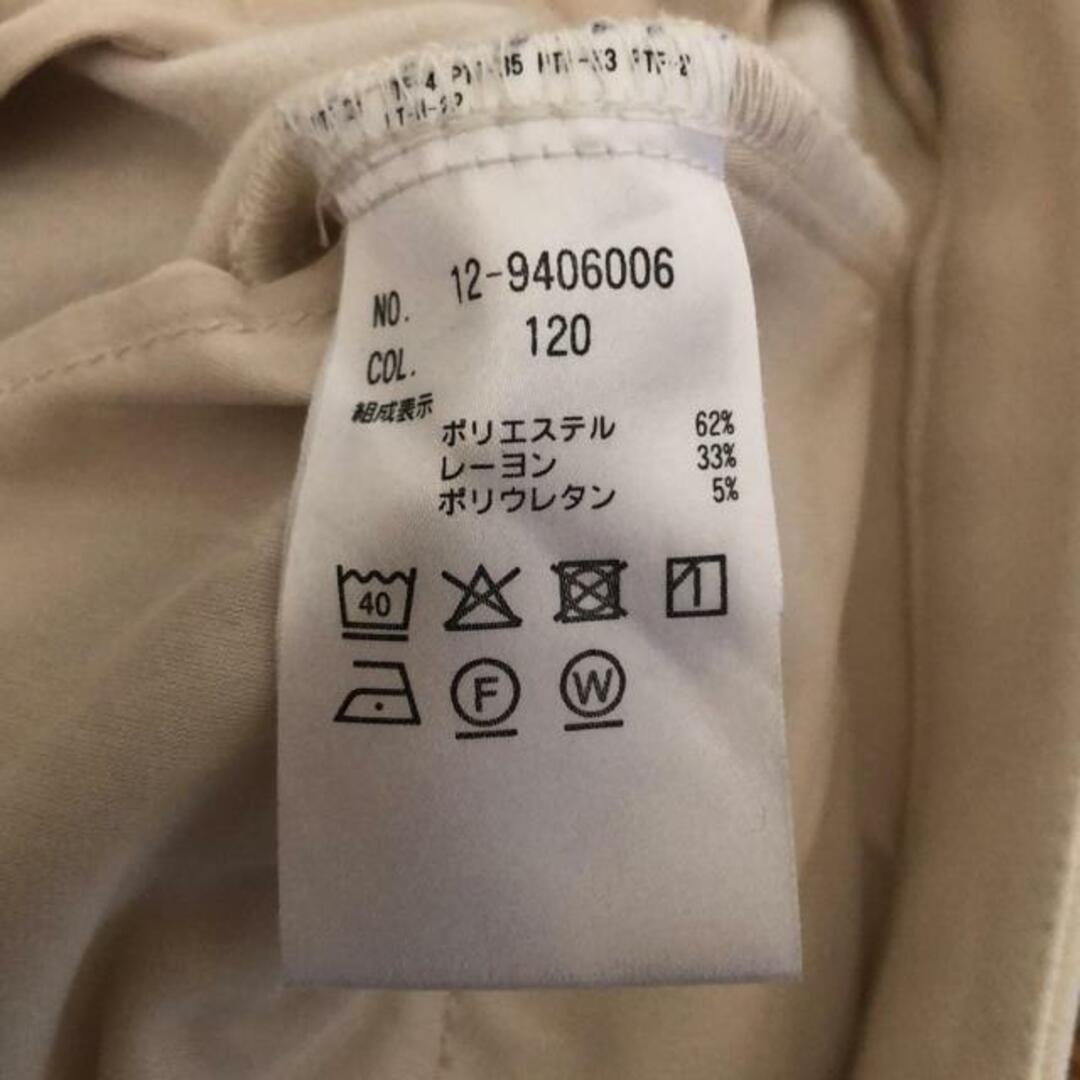 NO. 12-9406006
COL. 120
組成表示
ポリエステル 62%
レーヨン 33%
ポリウレタン 5%
40
F W